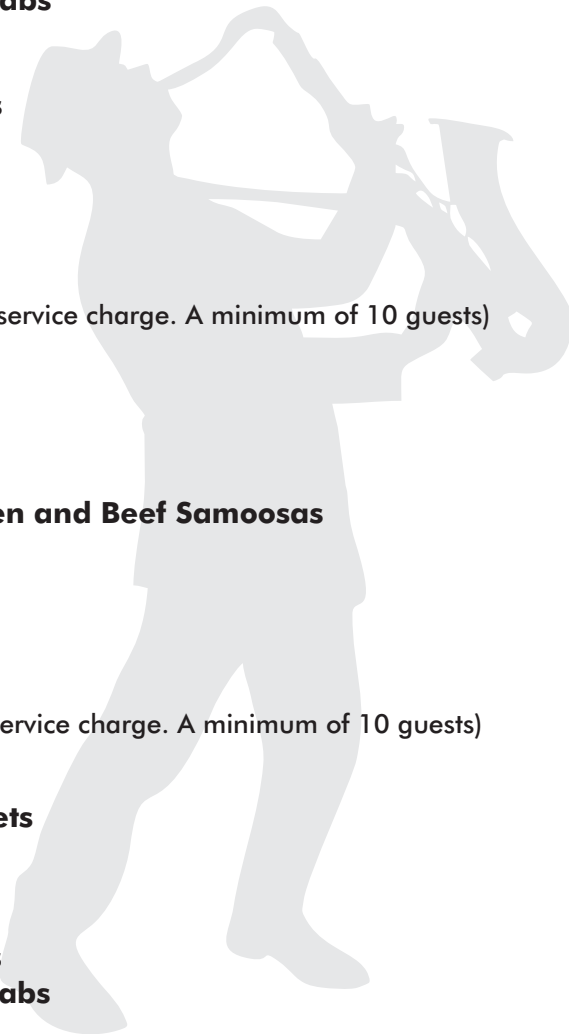 abs
s
service charge. A minimum of 10 guests)
en and Beef Samoosas
ervice charge. A minimum of 10 guests)
ets
s
abs